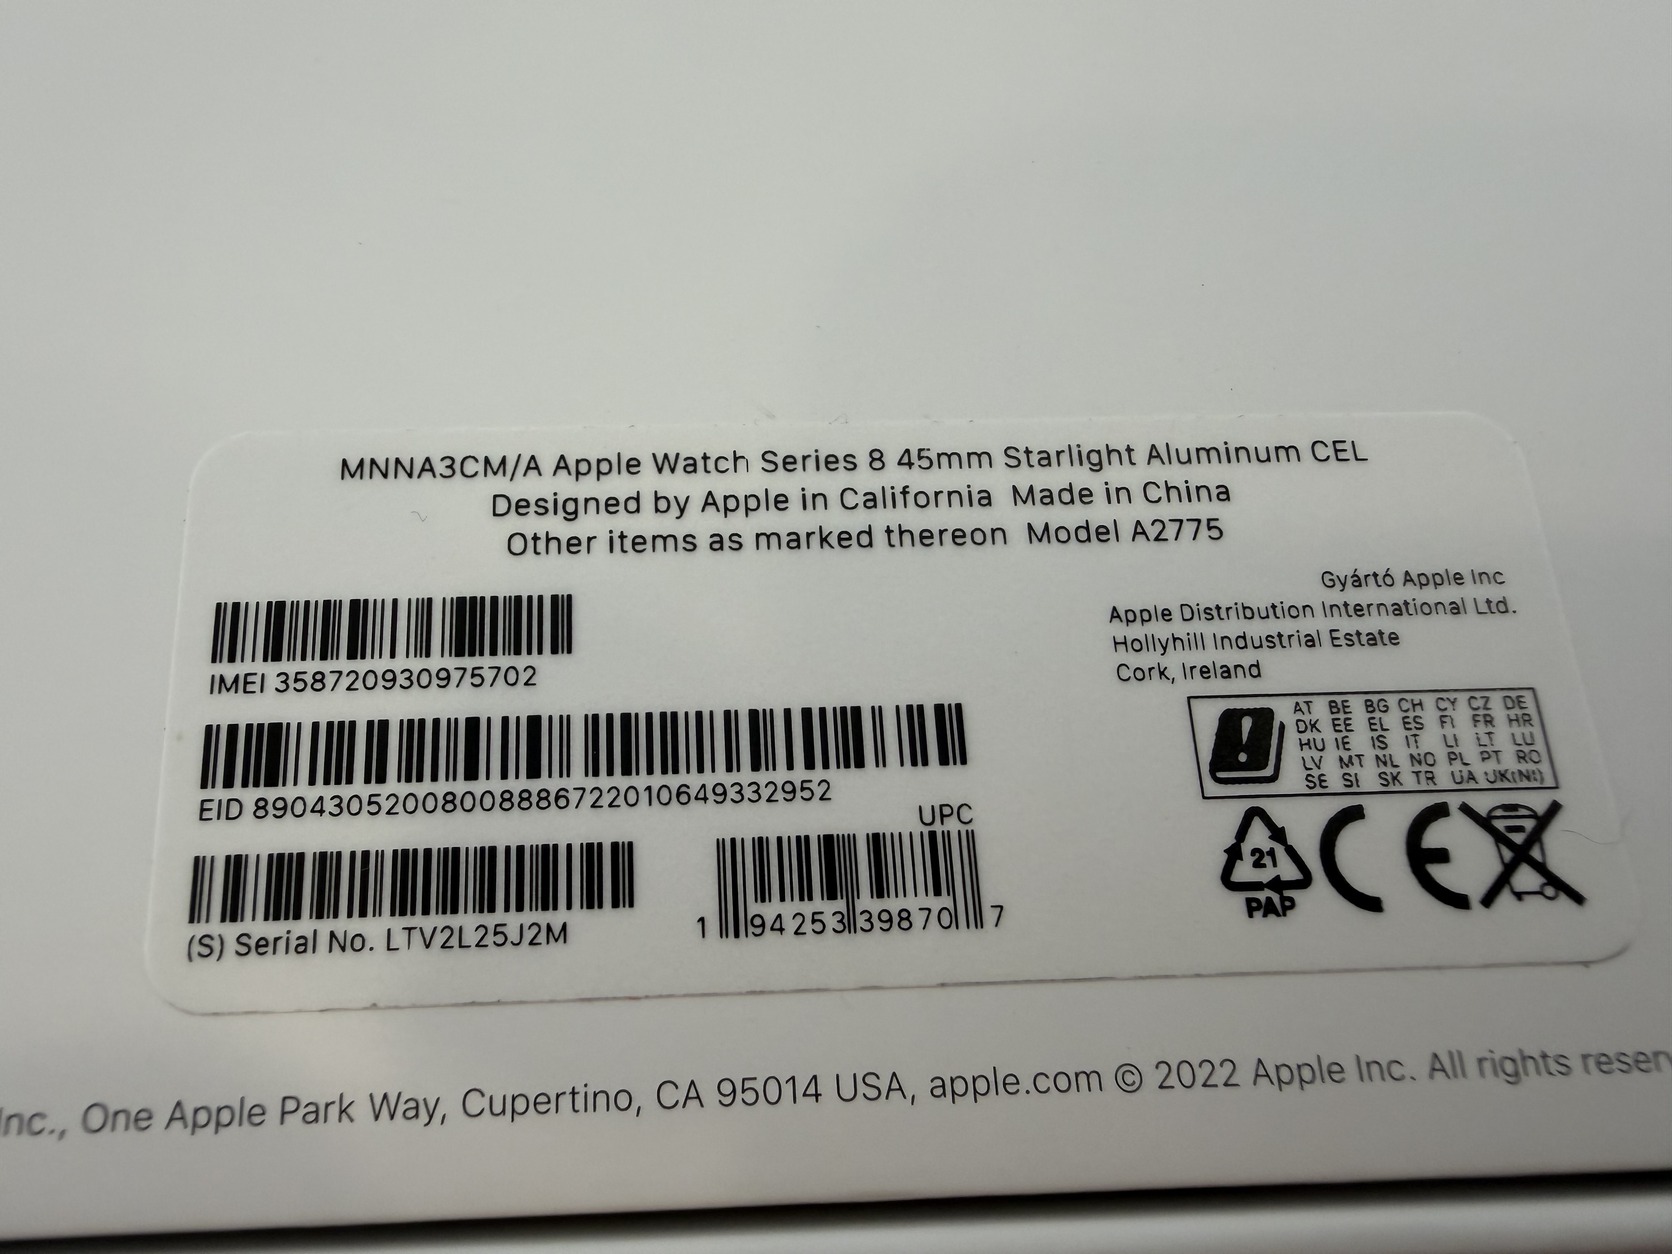 MNNA3CM/A Apple Watch Series 8 45mm Starlight Aluminum CEL
Designed by Apple in California Made in China
Other items as marked thereon Model A2775
Gyártó Apple Inc
Apple Distribution International Ltd.
Hollyhill Industrial Estate
Cork, Ireland
IMEI 358720930975702
EID 89043052008008886722010649332952
(S) Serial No. LTV2L25J2M
UPC
1 94253 39870 7
AT BE BG CH CY CZ DE
DK EE EL ES FI FR HR
HU IE IS IT LI LT LU
LV MT NL NO PL PT RO
SE SI SK TR UA UK(NI)
21
PAP
CE
Inc., One Apple Park Way, Cupertino, CA 95014 USA, apple.com © 2022 Apple Inc. All rights reser